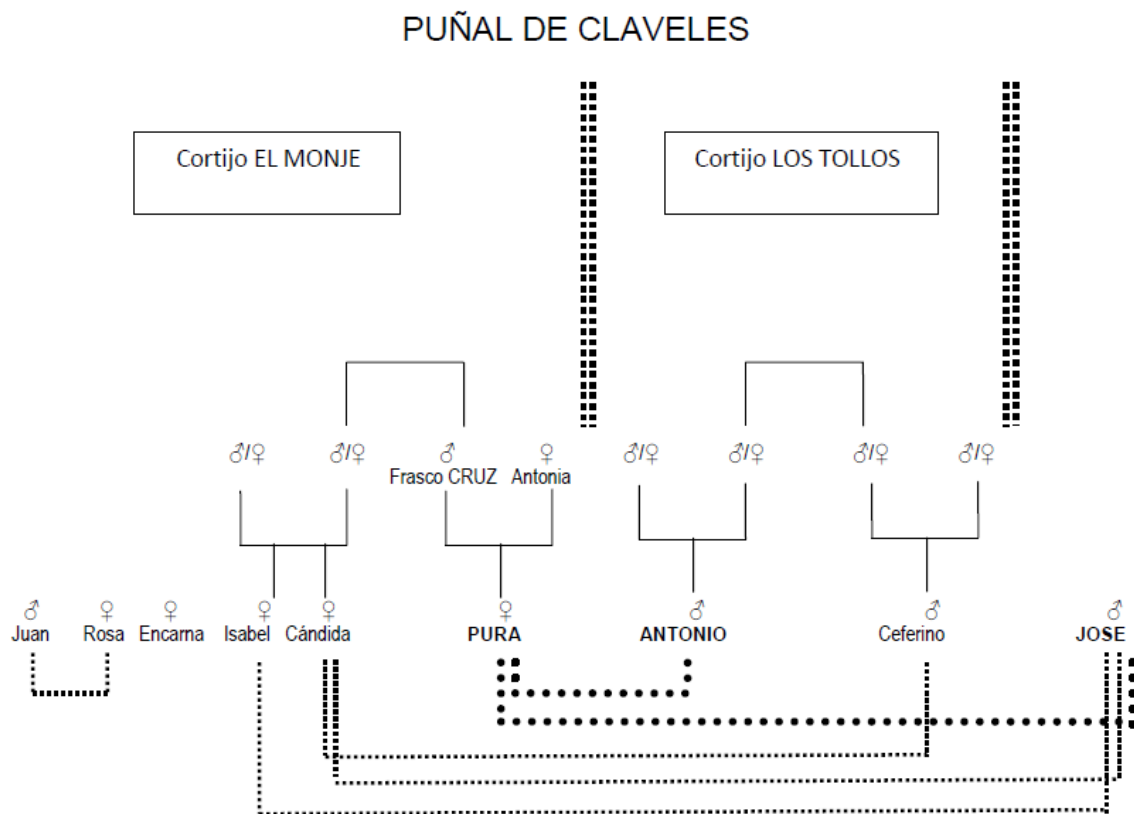 PUÑAL DE CLAVELES
Cortijo EL MONJE
Cortijo LOS TOLLOS
♂/♀ ♂/♀ ♂ ♀ ♂/♀ ♂/♀ ♂/♀ ♂/♀
Frasco CRUZ Antonia
♂ ♀ ♀ ♀ ♀ ♀ ♂ ♂ ♂
Juan Rosa Encarna Isabel Cándida PURA ANTONIO Ceferino JOSE